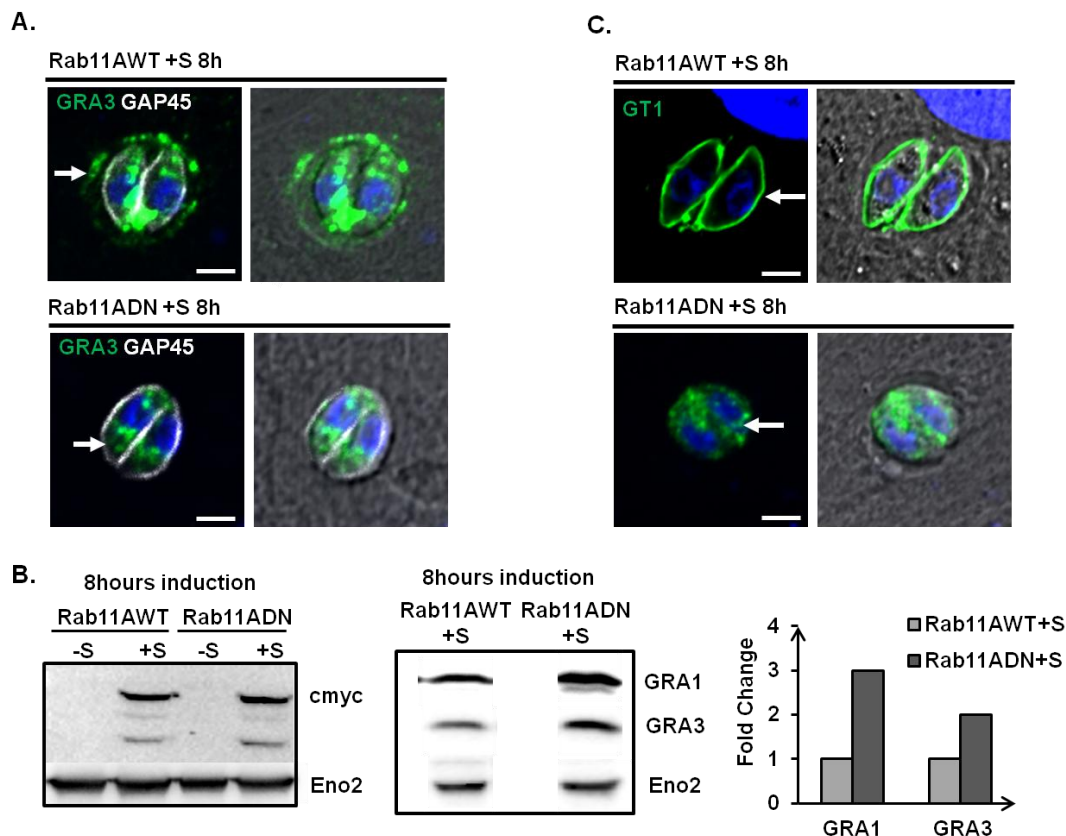 A.
Rab11AWT +S 8h
GRA3 GAP45
Rab11ADN +S 8h
GRA3 GAP45
C.
Rab11AWT +S 8h
GT1
Rab11ADN +S 8h
B.
8hours induction
Rab11AWT Rab11ADN
-S +S -S +S
cmyc
Eno2
8hours induction
Rab11AWT Rab11ADN
+S +S
GRA1
GRA3
Eno2
Fold Change
4
3
2
1
0
GRA1 GRA3
Rab11AWT+S
Rab11ADN+S